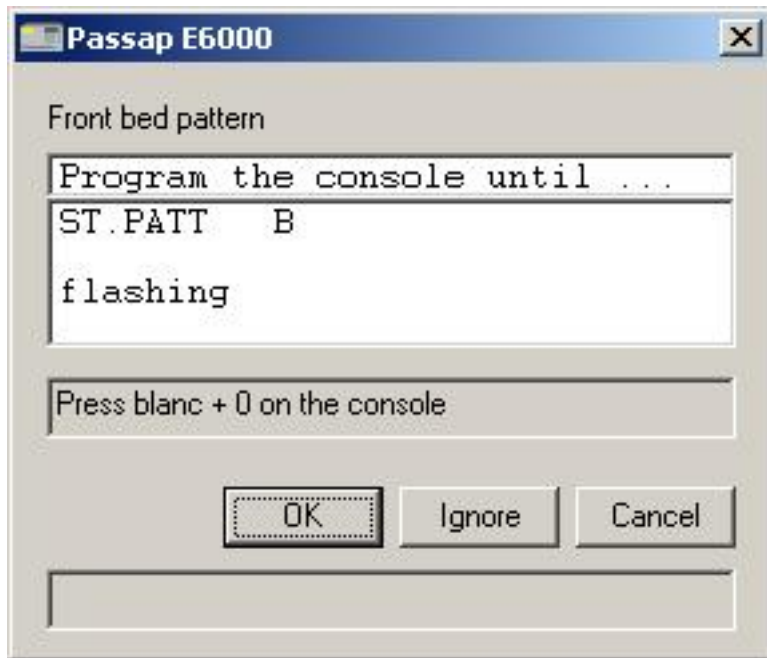 Passap E6000
Front bed pattern
Program the console until ...
ST.PATT B
flashing
Press blanc + 0 on the console
OK Ignore Cancel